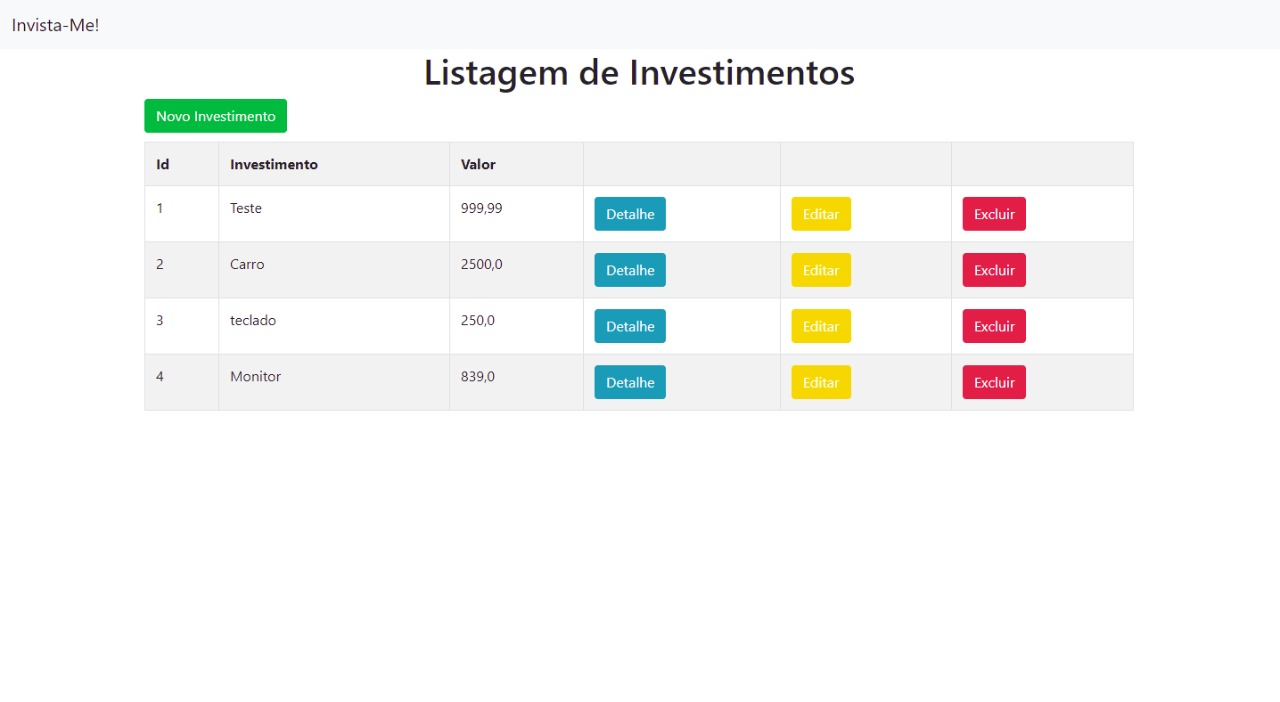 Invista-Me!
Listagem de Investimentos
Novo Investimento
Id Investimento Valor
1 Teste 999,99 Detalhe Editar Excluir
2 Carro 2500,0 Detalhe Editar Excluir
3 teclado 250,0 Detalhe Editar Excluir
4 Monitor 839,0 Detalhe Editar Excluir